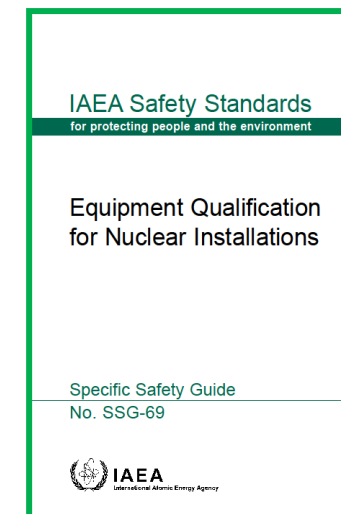 IAEA Safety Standards
for protecting people and the environment
Equipment Qualification
for Nuclear Installations
Specific Safety Guide
No. SSG-69
IAEA
International Atomic Energy Agency